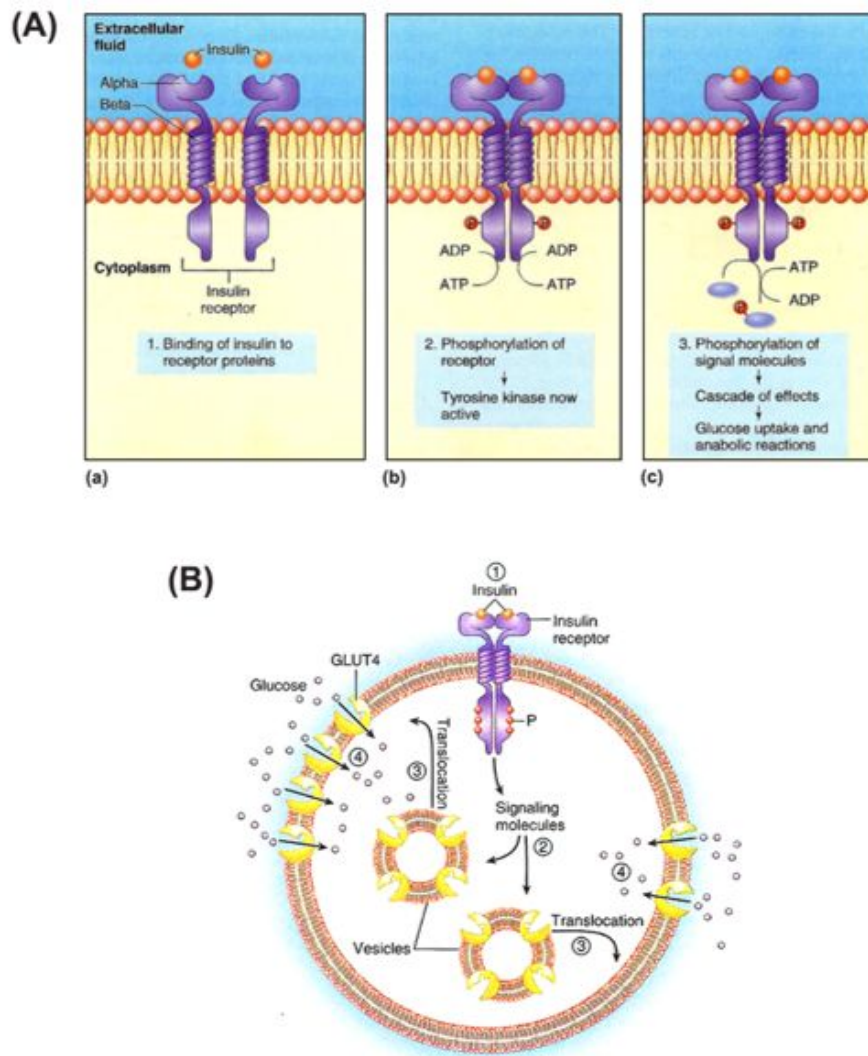 (A)
Extracellular
fluid
Insulin
Alpha
Beta
Cytoplasm
Insulin
receptor
1. Binding of insulin to
receptor proteins
(a)
P
P
ADP
ADP
ATP
ATP
2. Phosphorylation of
receptor
Tyrosine kinase now
active
(b)
P
P
ATP
P
ADP
3. Phosphorylation of
signal molecules
Cascade of effects
Glucose uptake and
anabolic reactions
(c)
(B)
1
Insulin
Insulin
receptor
GLUT4
Glucose
P
4
3
Translocation
Signaling
molecules
2
4
Translocation
3
Vesicles